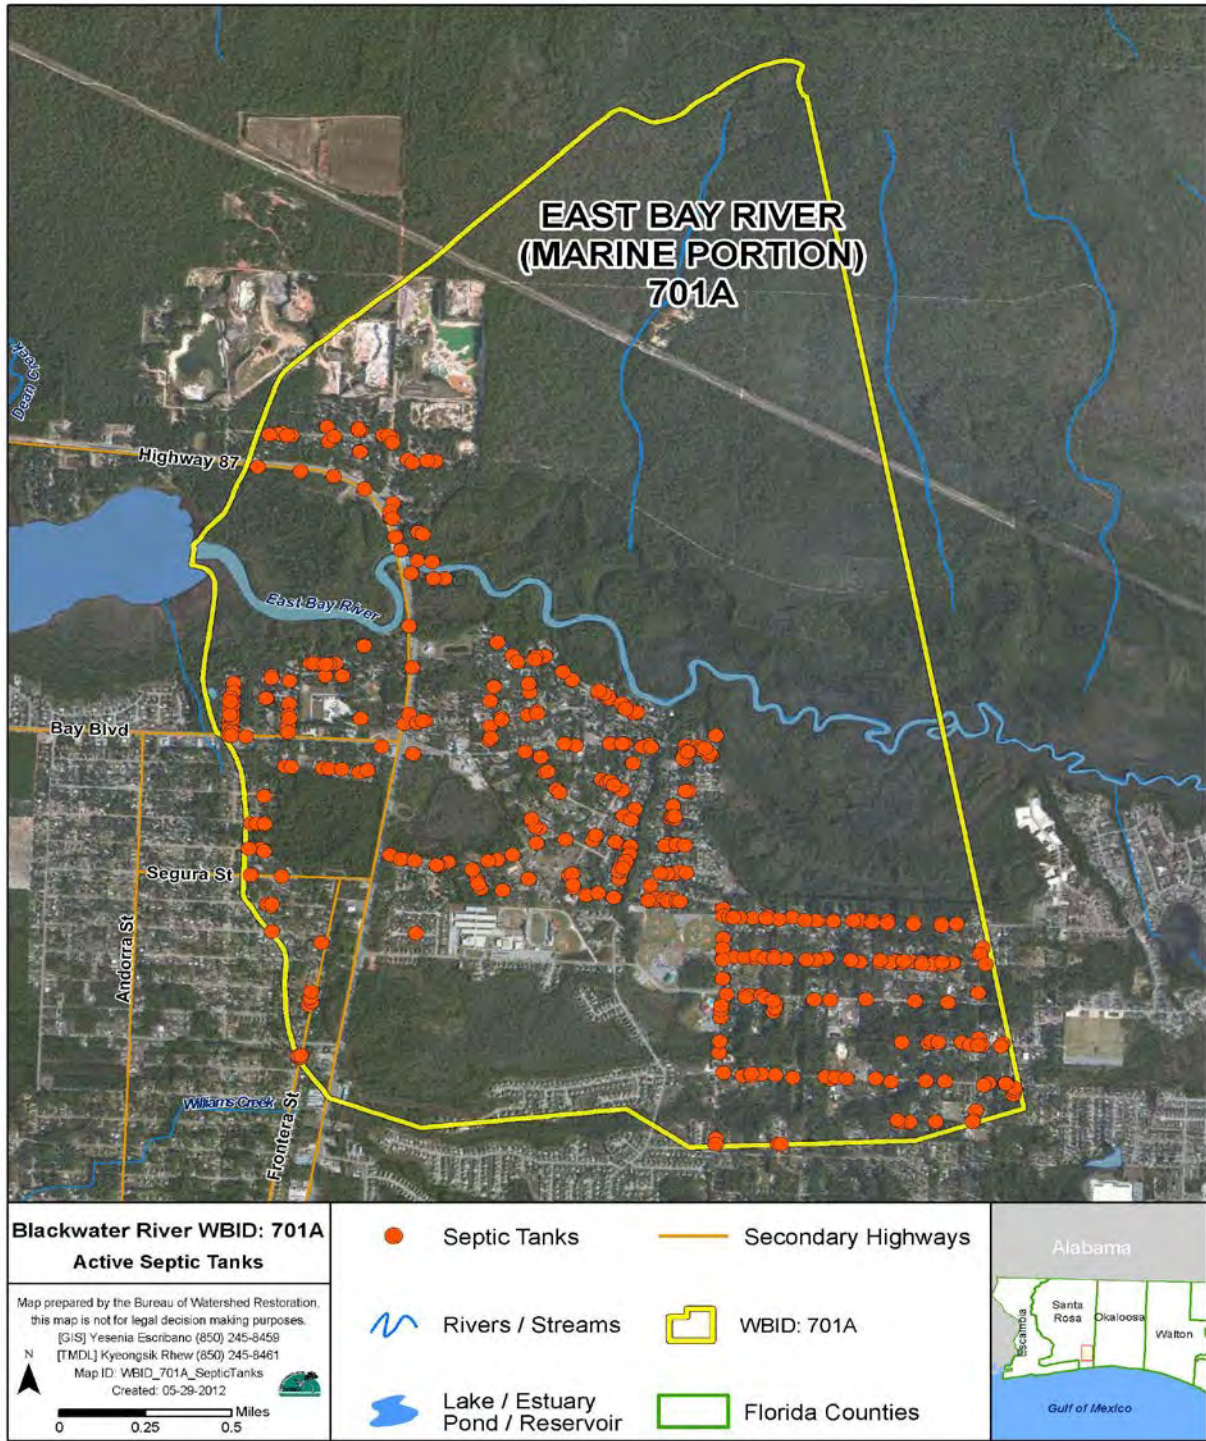 EAST BAY RIVER
(MARINE PORTION)
701A
Dean Creek
Highway 87
East Bay River
Bay Blvd
Segura St
Andorra St
Williams Creek
Frontera St
Blackwater River WBID: 701A
Active Septic Tanks
Map prepared by the Bureau of Watershed Restoration,
this map is not for legal decision making purposes.
[GIS] Yesenia Escribano (850) 245-8459
[TMDL] Kyeongsik Rhew (850) 245-8461
Map ID: WBID_701A_SepticTanks
Created: 05-29-2012
N
Miles
0 0.25 0.5
Septic Tanks
Secondary Highways
Rivers / Streams
WBID: 701A
Lake / Estuary
Pond / Reservoir
Florida Counties
Alabama
Escambia
Santa
Rosa
Okaloosa
Walton
Gulf of Mexico